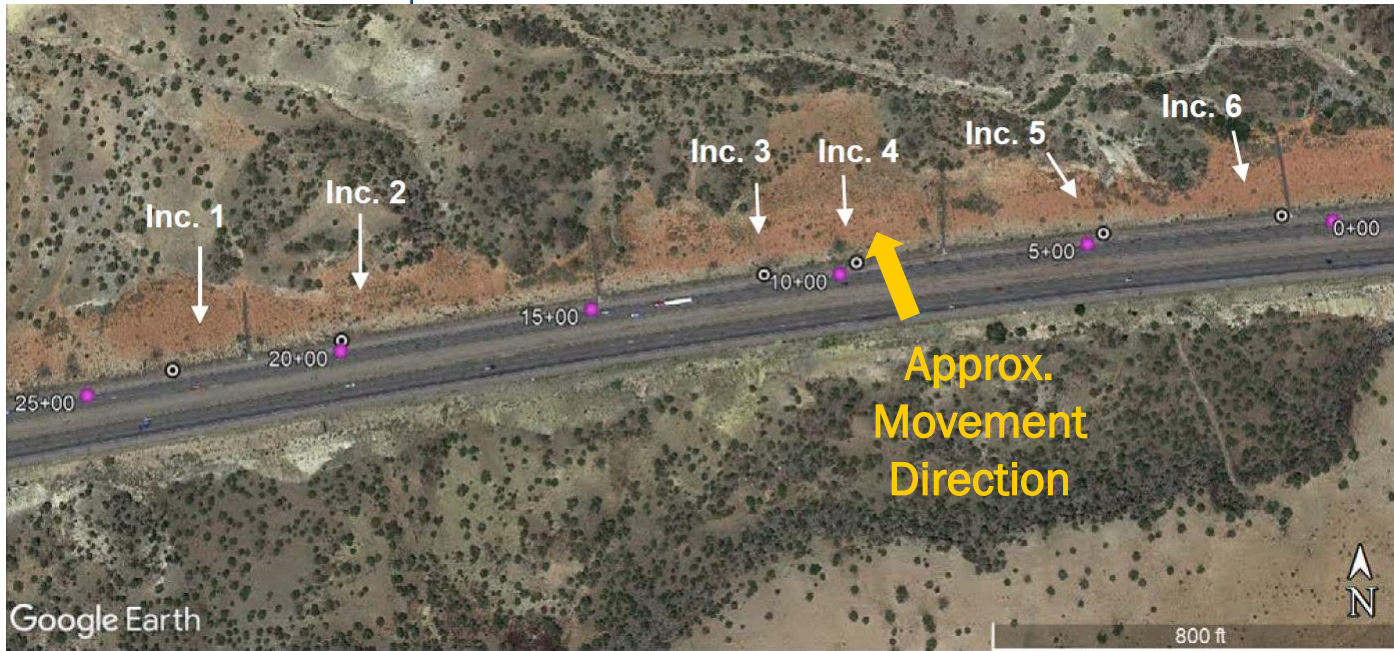 Inc. 6
Inc. 5
Inc. 3
Inc. 4
Inc. 2
Inc. 1
0+00
5+00
10+00
15+00
20+00
25+00
Approx.
Movement
Direction
N
Google Earth
800 ft